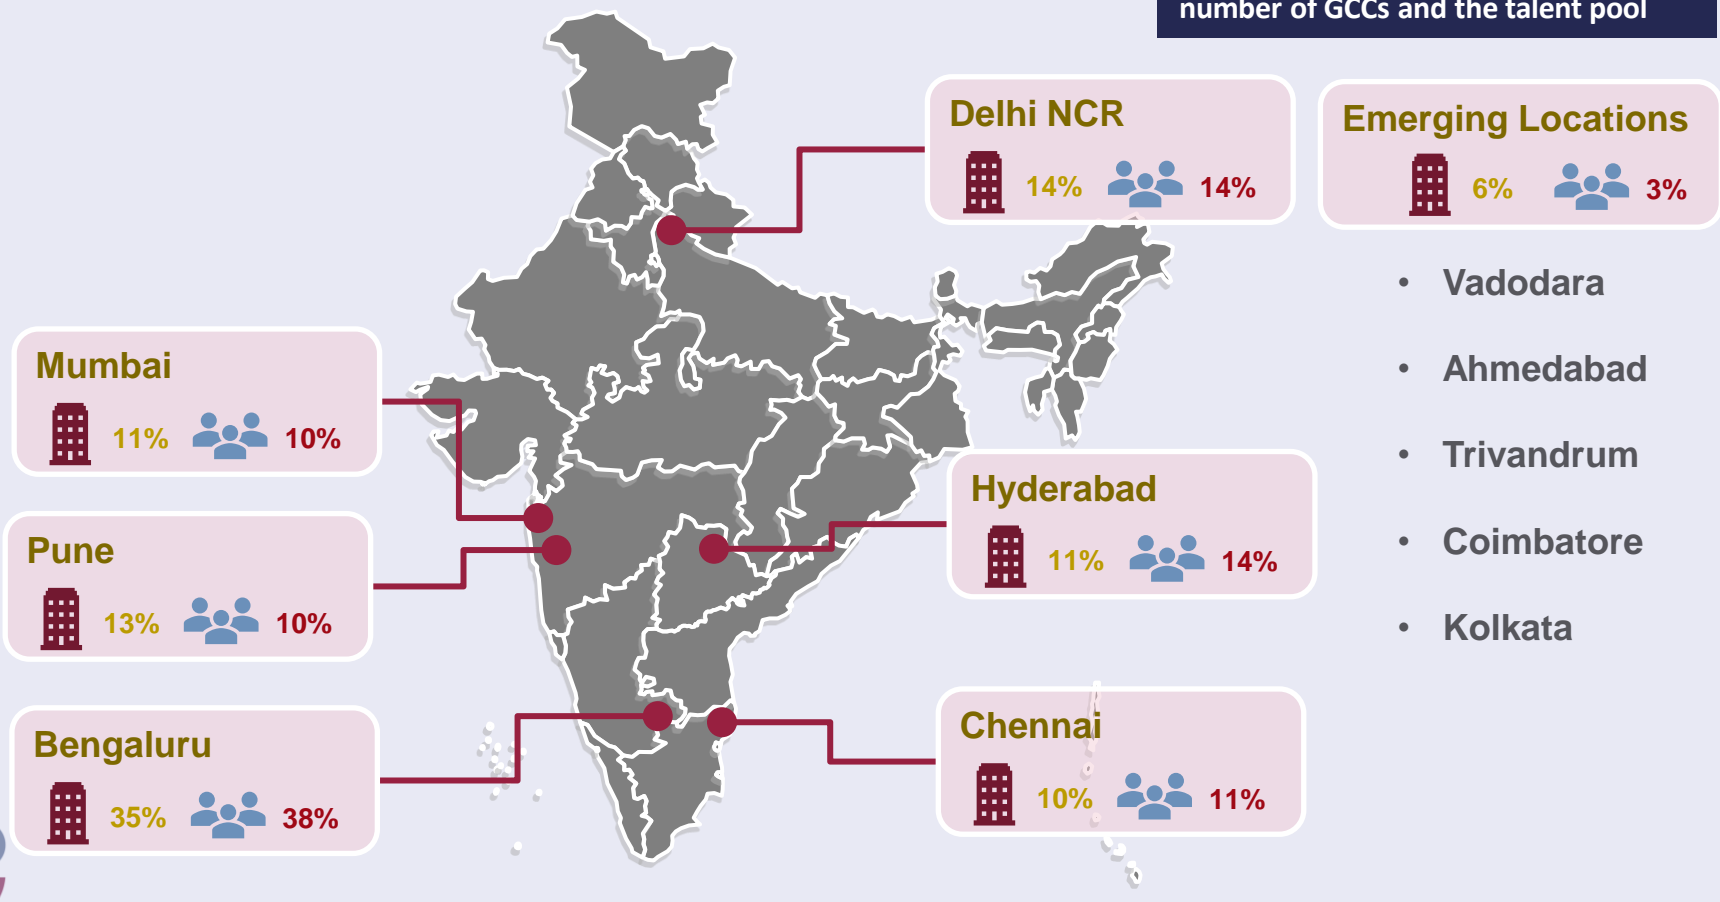 number of GCCs and the talent pool
Delhi NCR
14% 14%
Emerging Locations
6% 3%
• Vadodara
• Ahmedabad
• Trivandrum
• Coimbatore
• Kolkata
Mumbai
11% 10%
Pune
13% 10%
Hyderabad
11% 14%
Bengaluru
35% 38%
Chennai
10% 11%